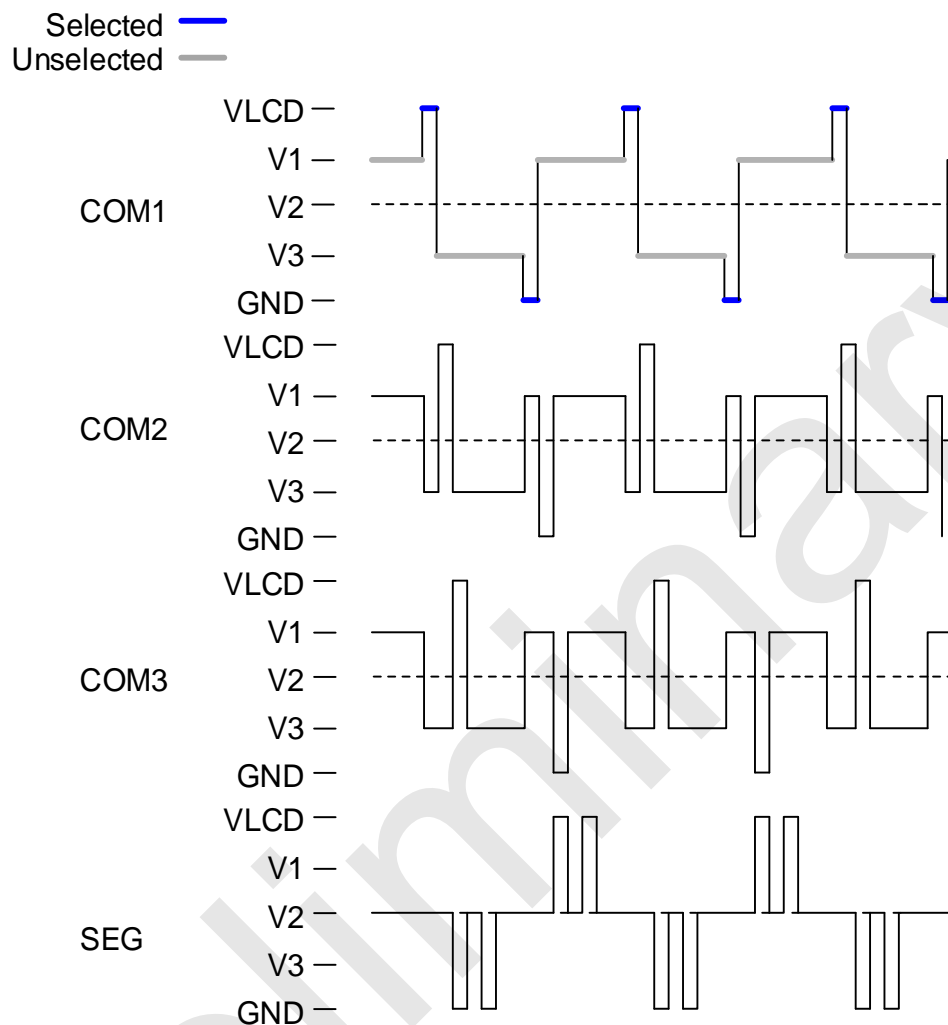 Selected
Unselected
VLCD
V1
COM1
V2
V3
GND
VLCD
V1
COM2
V2
V3
GND
VLCD
V1
COM3
V2
V3
GND
VLCD
V1
V2
SEG
V3
GND